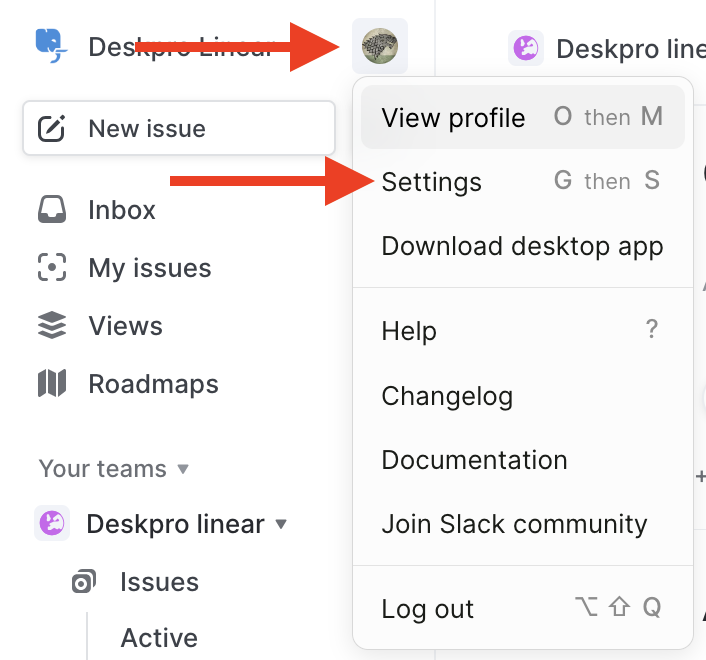 Deskpro Linear
Deskpro line
New issue
View profile O then M
Settings G then S
Inbox
Download desktop app
My issues
Views
Help ?
Roadmaps
Changelog
Your teams
Documentation
Deskpro linear
Join Slack community
Issues
Log out ⌥ ⇧ Q
Active